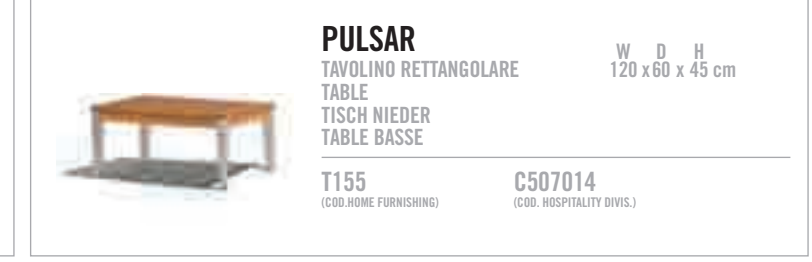 PULSAR
W D H
TAVOLINO RETTANGOLARE 120 x 60 x 45 cm
TABLE
TISCH NIEDER
TABLE BASSE
T155 C507014
(COD.HOME FURNISHING) (COD. HOSPITALITY DIVIS.)